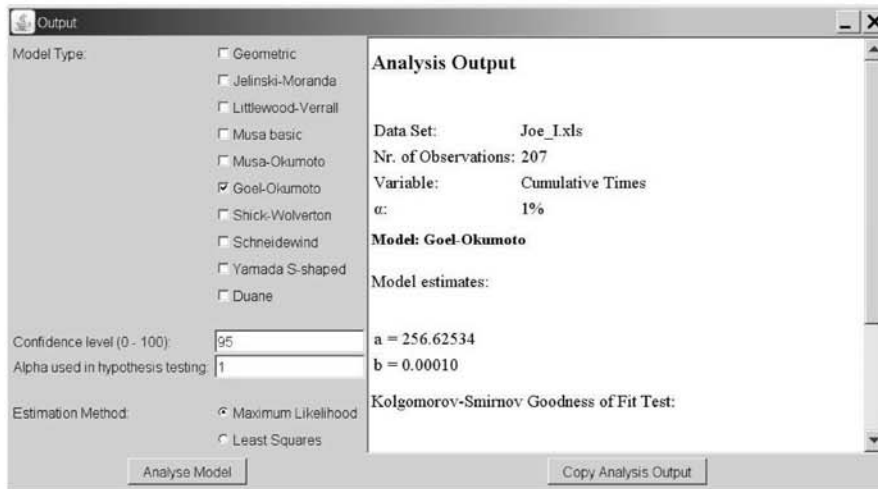 Output
Model Type:
Geometric
Jelinski-Moranda
Littlewood-Verrall
Musa basic
Musa-Okumoto
Goel-Okumoto
Shick-Wolverton
Schneidewind
Yamada S-shaped
Duane
Confidence level (0 - 100): 95
Alpha used in hypothesis testing: 1
Estimation Method:
Maximum Likelihood
Least Squares
Analyse Model
Analysis Output
Data Set: Joe_I.xls
Nr. of Observations: 207
Variable: Cumulative Times
α: 1%
Model: Goel-Okumoto
Model estimates:
a = 256.62534
b = 0.00010
Kolgomorov-Smirnov Goodness of Fit Test:
Copy Analysis Output